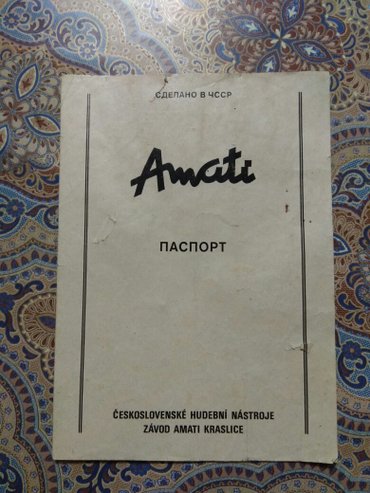 СДЕЛАНО В ЧССР
Amati
ПАСПОРТ
ČESKOSLOVENSKÉ HUDEBNÍ NÁSTROJE
ZÁVOD AMATI KRASLICE